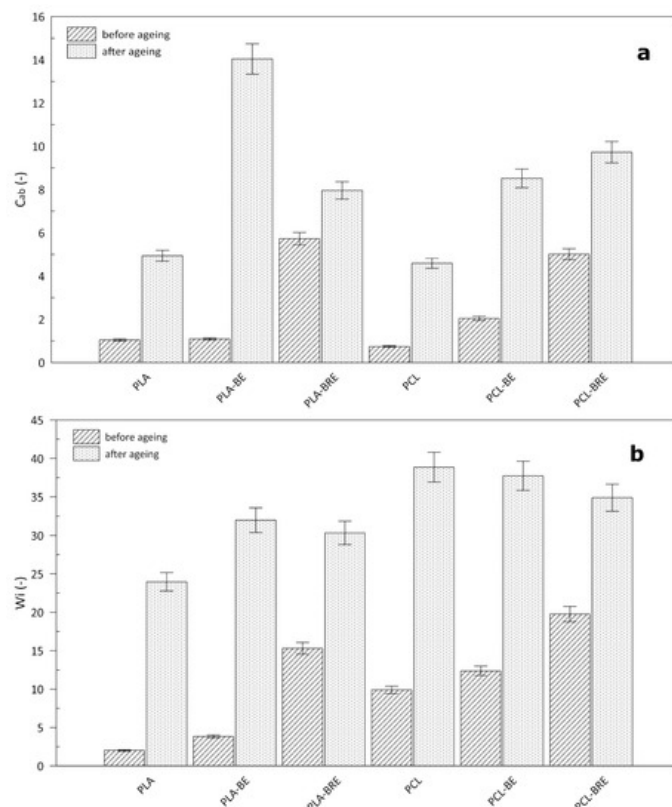 16
14
12
10
8
6
4
2
0
before ageing
after ageing
a
Cab (-)
PLA
PLA-BE
PLA-BRE
PCL
PCL-BE
PCL-BRE
45
40
35
30
25
20
15
10
5
0
before ageing
after ageing
b
Wi (-)
PLA
PLA-BE
PLA-BRE
PCL
PCL-BE
PCL-BRE